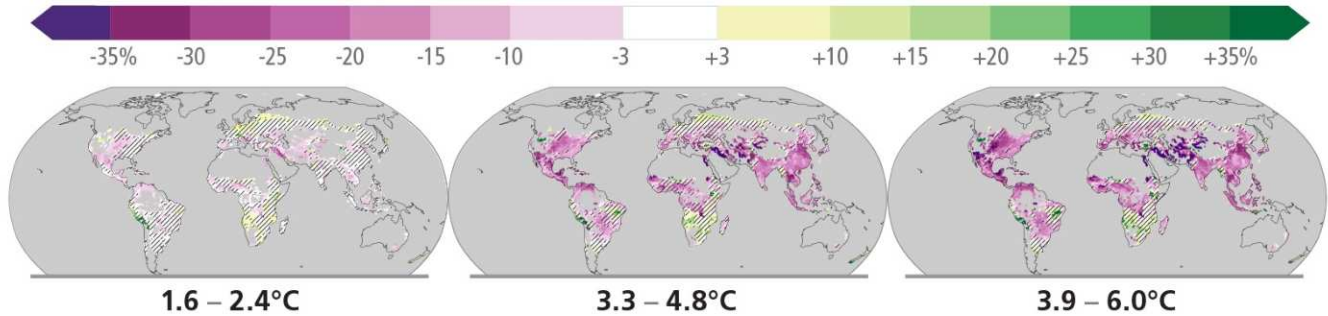 -35% -30 -25 -20 -15 -10 -3 +3 +10 +15 +20 +25 +30 +35%
1.6 – 2.4°C 3.3 – 4.8°C 3.9 – 6.0°C